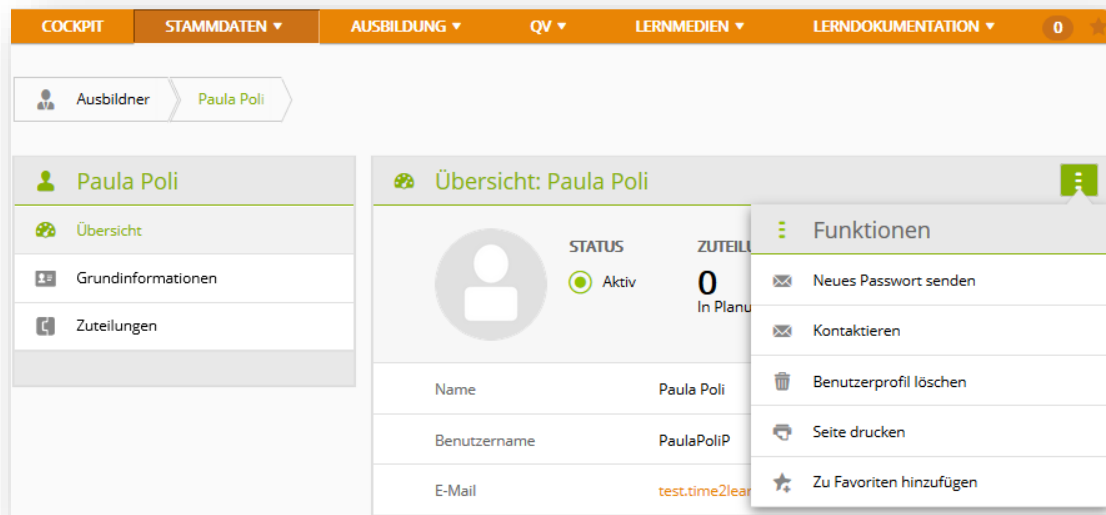 COCKPIT STAMMDATEN AUSBILDUNG QV LERNMEDIEN LERNDOKUMENTATION 0
Ausbildner Paula Poli
Paula Poli
Übersicht
Grundinformationen
Zuteilungen
Übersicht: Paula Poli
STATUS
Aktiv
0
Name Paula Poli
Benutzername PaulaPoliP
E-Mail
Funktionen
Neues Passwort senden
Kontaktieren
Benutzerprofil löschen
Seite drucken
Zu Favoriten hinzufügen